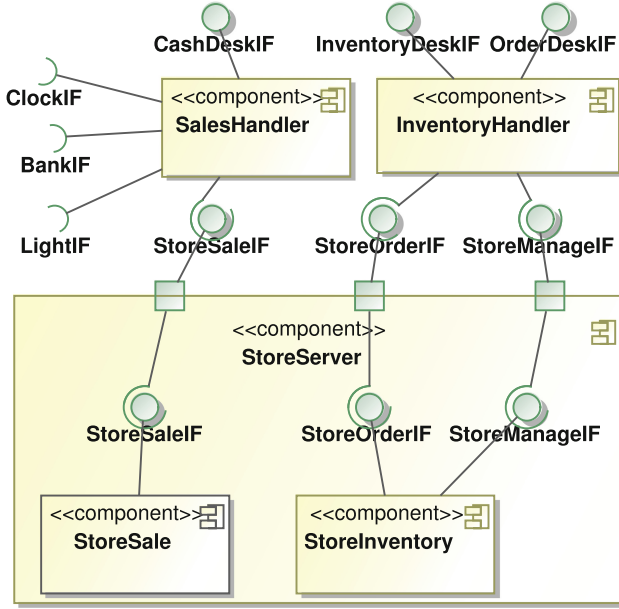 CashDeskIF
InventoryDeskIF
OrderDeskIF
ClockIF
<<component>>
SalesHandler
<<component>>
InventoryHandler
BankIF
LightIF
StoreSaleIF
StoreOrderIF
StoreManageIF
<<component>>
StoreServer
StoreSaleIF
StoreOrderIF
StoreManageIF
<<component>>
StoreSale
<<component>>
StoreInventory